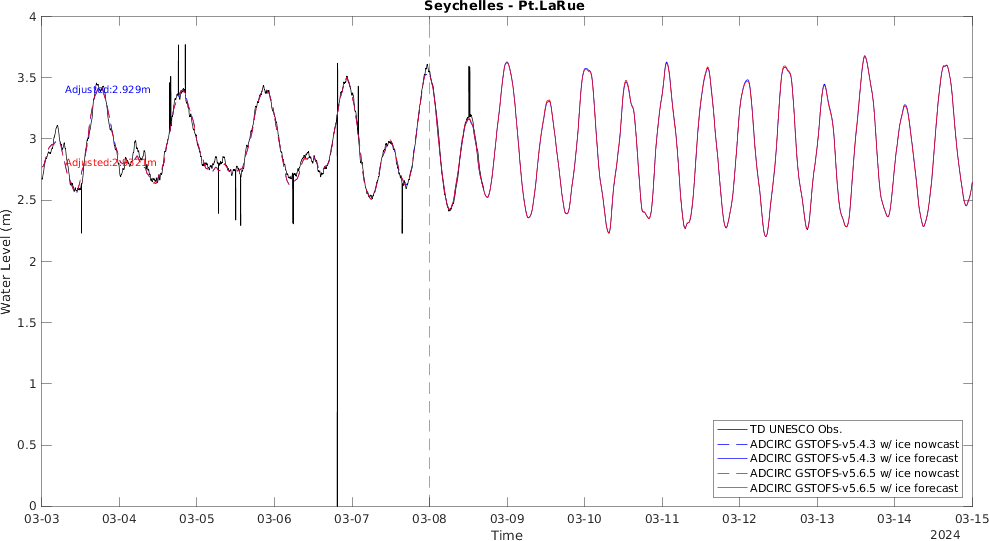 Seychelles - Pt.LaRue
4
3.5
3
2.5
2
1.5
1
0.5
0
Water Level (m)
Adjusted:2.929m
TD UNESCO Obs.
ADCIRC GSTOFS-v5.4.3 w/ ice nowcast
ADCIRC GSTOFS-v5.4.3 w/ ice forecast
ADCIRC GSTOFS-v5.6.5 w/ ice nowcast
ADCIRC GSTOFS-v5.6.5 w/ ice forecast
03-03 03-04 03-05 03-06 03-07 03-08 03-09 03-10 03-11 03-12 03-13 03-14 03-15
Time
2024